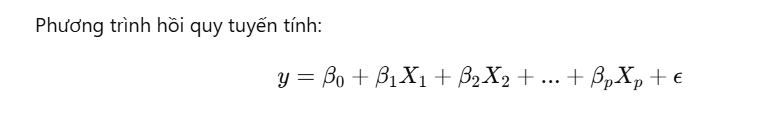 Phương trình hồi quy tuyến tính:
y = β₀ + β₁X₁ + β₂X₂ + ... + βₚXₚ + ϵ